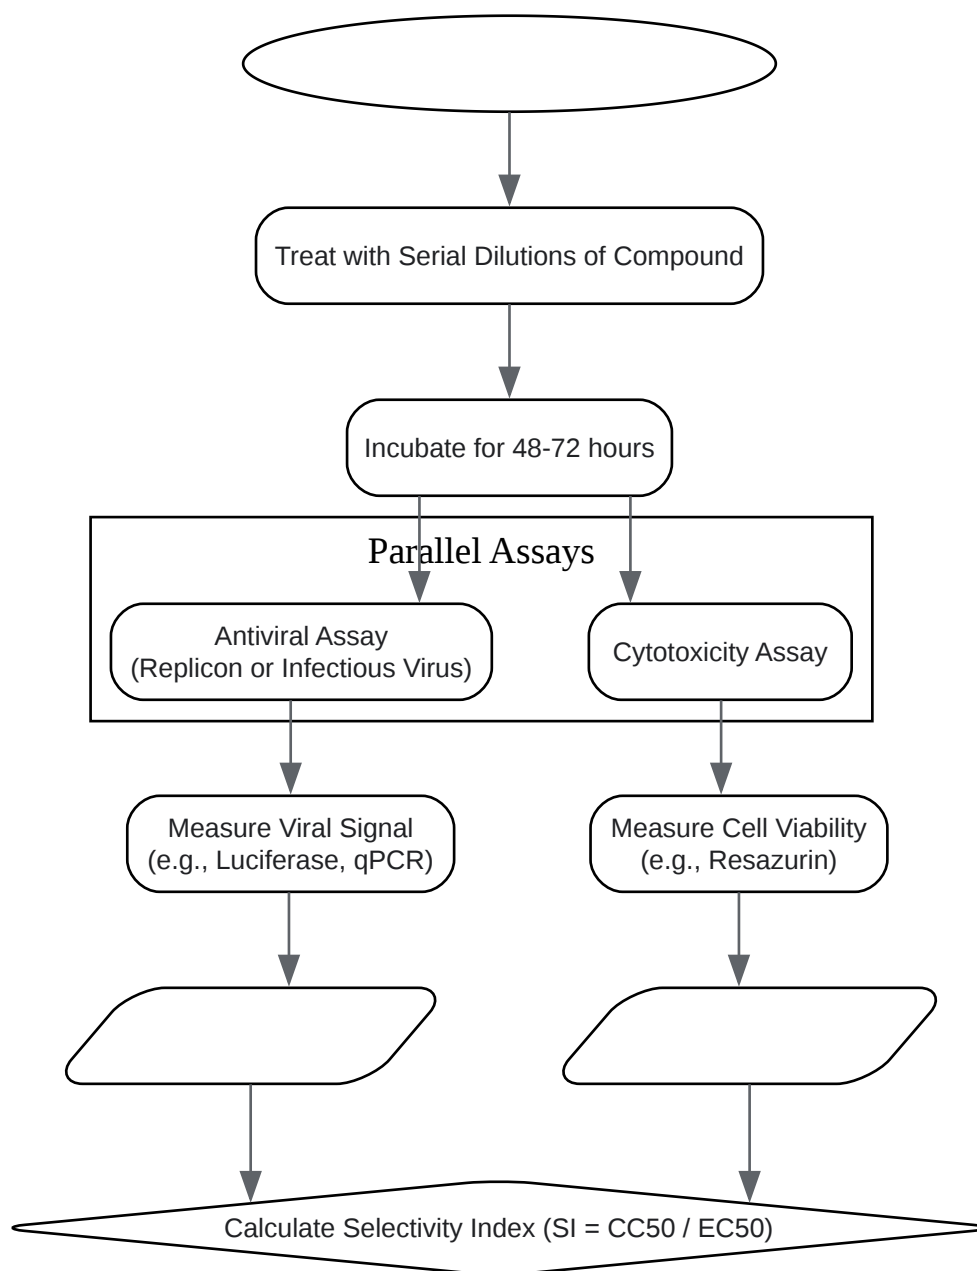 Treat with Serial Dilutions of Compound
Incubate for 48-72 hours
Parallel Assays
Antiviral Assay
(Replicon or Infectious Virus)
Cytotoxicity Assay
Measure Viral Signal
(e.g., Luciferase, qPCR)
Measure Cell Viability
(e.g., Resazurin)
Calculate Selectivity Index (SI = CC50 / EC50)